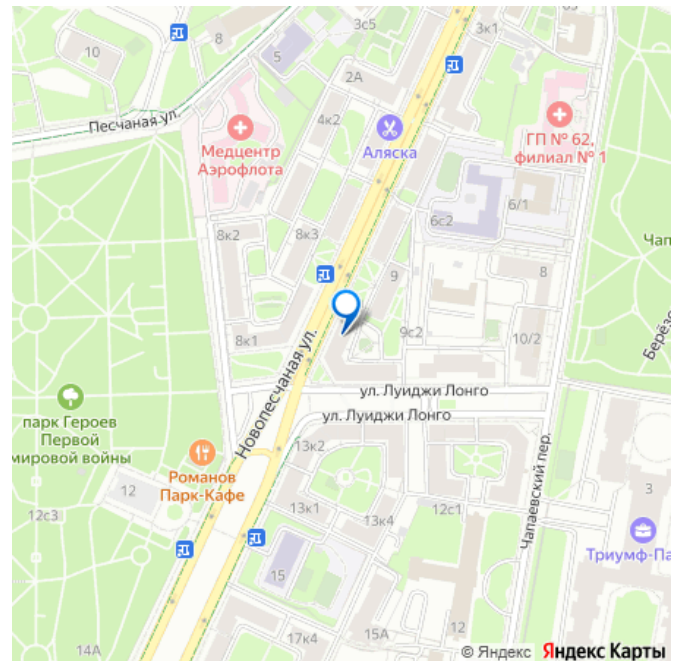 3с5
3к1
10
8
5
2А
Песчаная ул.
4к2
Медцентр
Аэрофлота
Аляска
ГП № 62,
филиал № 1
6с2
6/1
8к2
8к3
Чап
9
8
8к1
9с2
10/2
Берёзо
Новопесчаная ул.
ул. Луиджи Лонго
ул. Луиджи Лонго
парк Героев
Первой
мировой войны
Романов
Парк-Кафе
13к2
12
12с3
13к1
13к4
12с1
Чапаевский пер.
3
Триумф-Па
15
14А
17к4
15А
12
© Яндекс Яндекс Карты